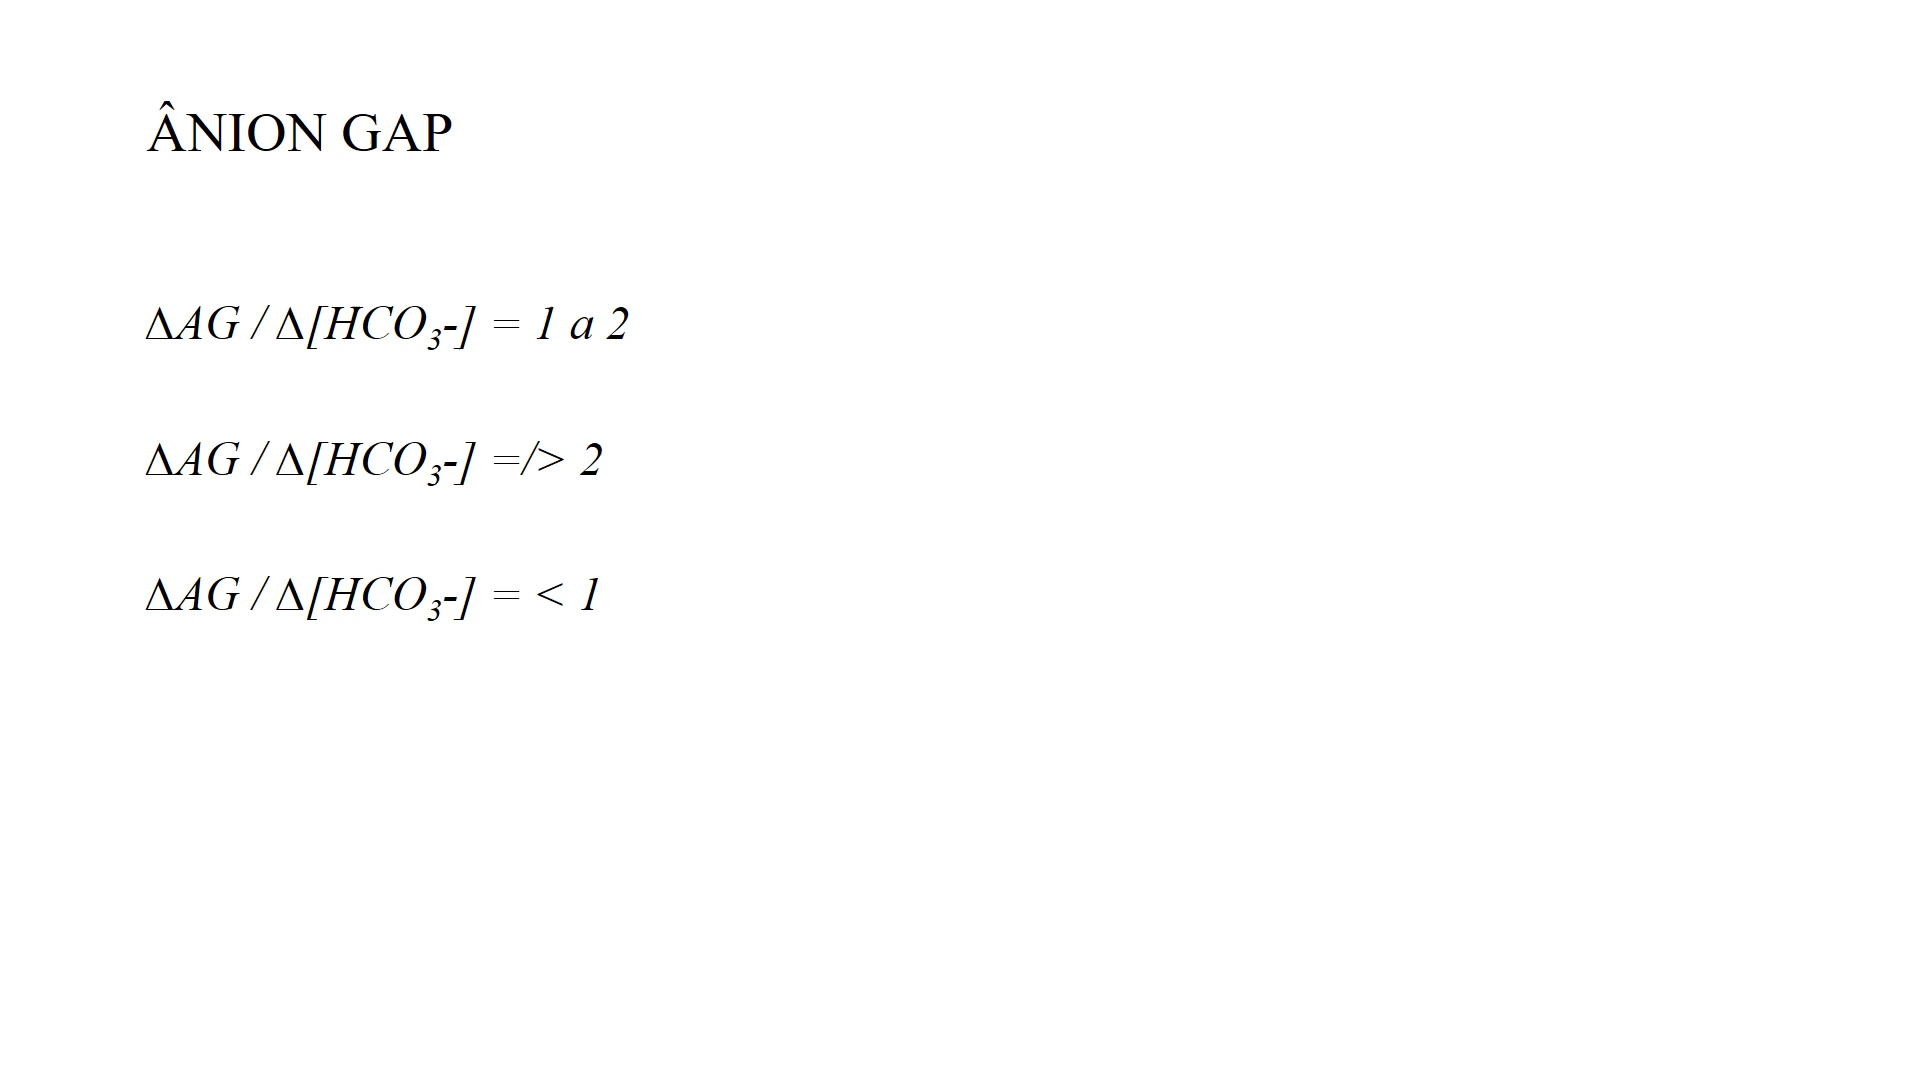 ÂNION GAP
ΔAG / Δ[HCO₃-] = 1 a 2
ΔAG / Δ[HCO₃-] =/> 2
ΔAG / Δ[HCO₃-] = < 1